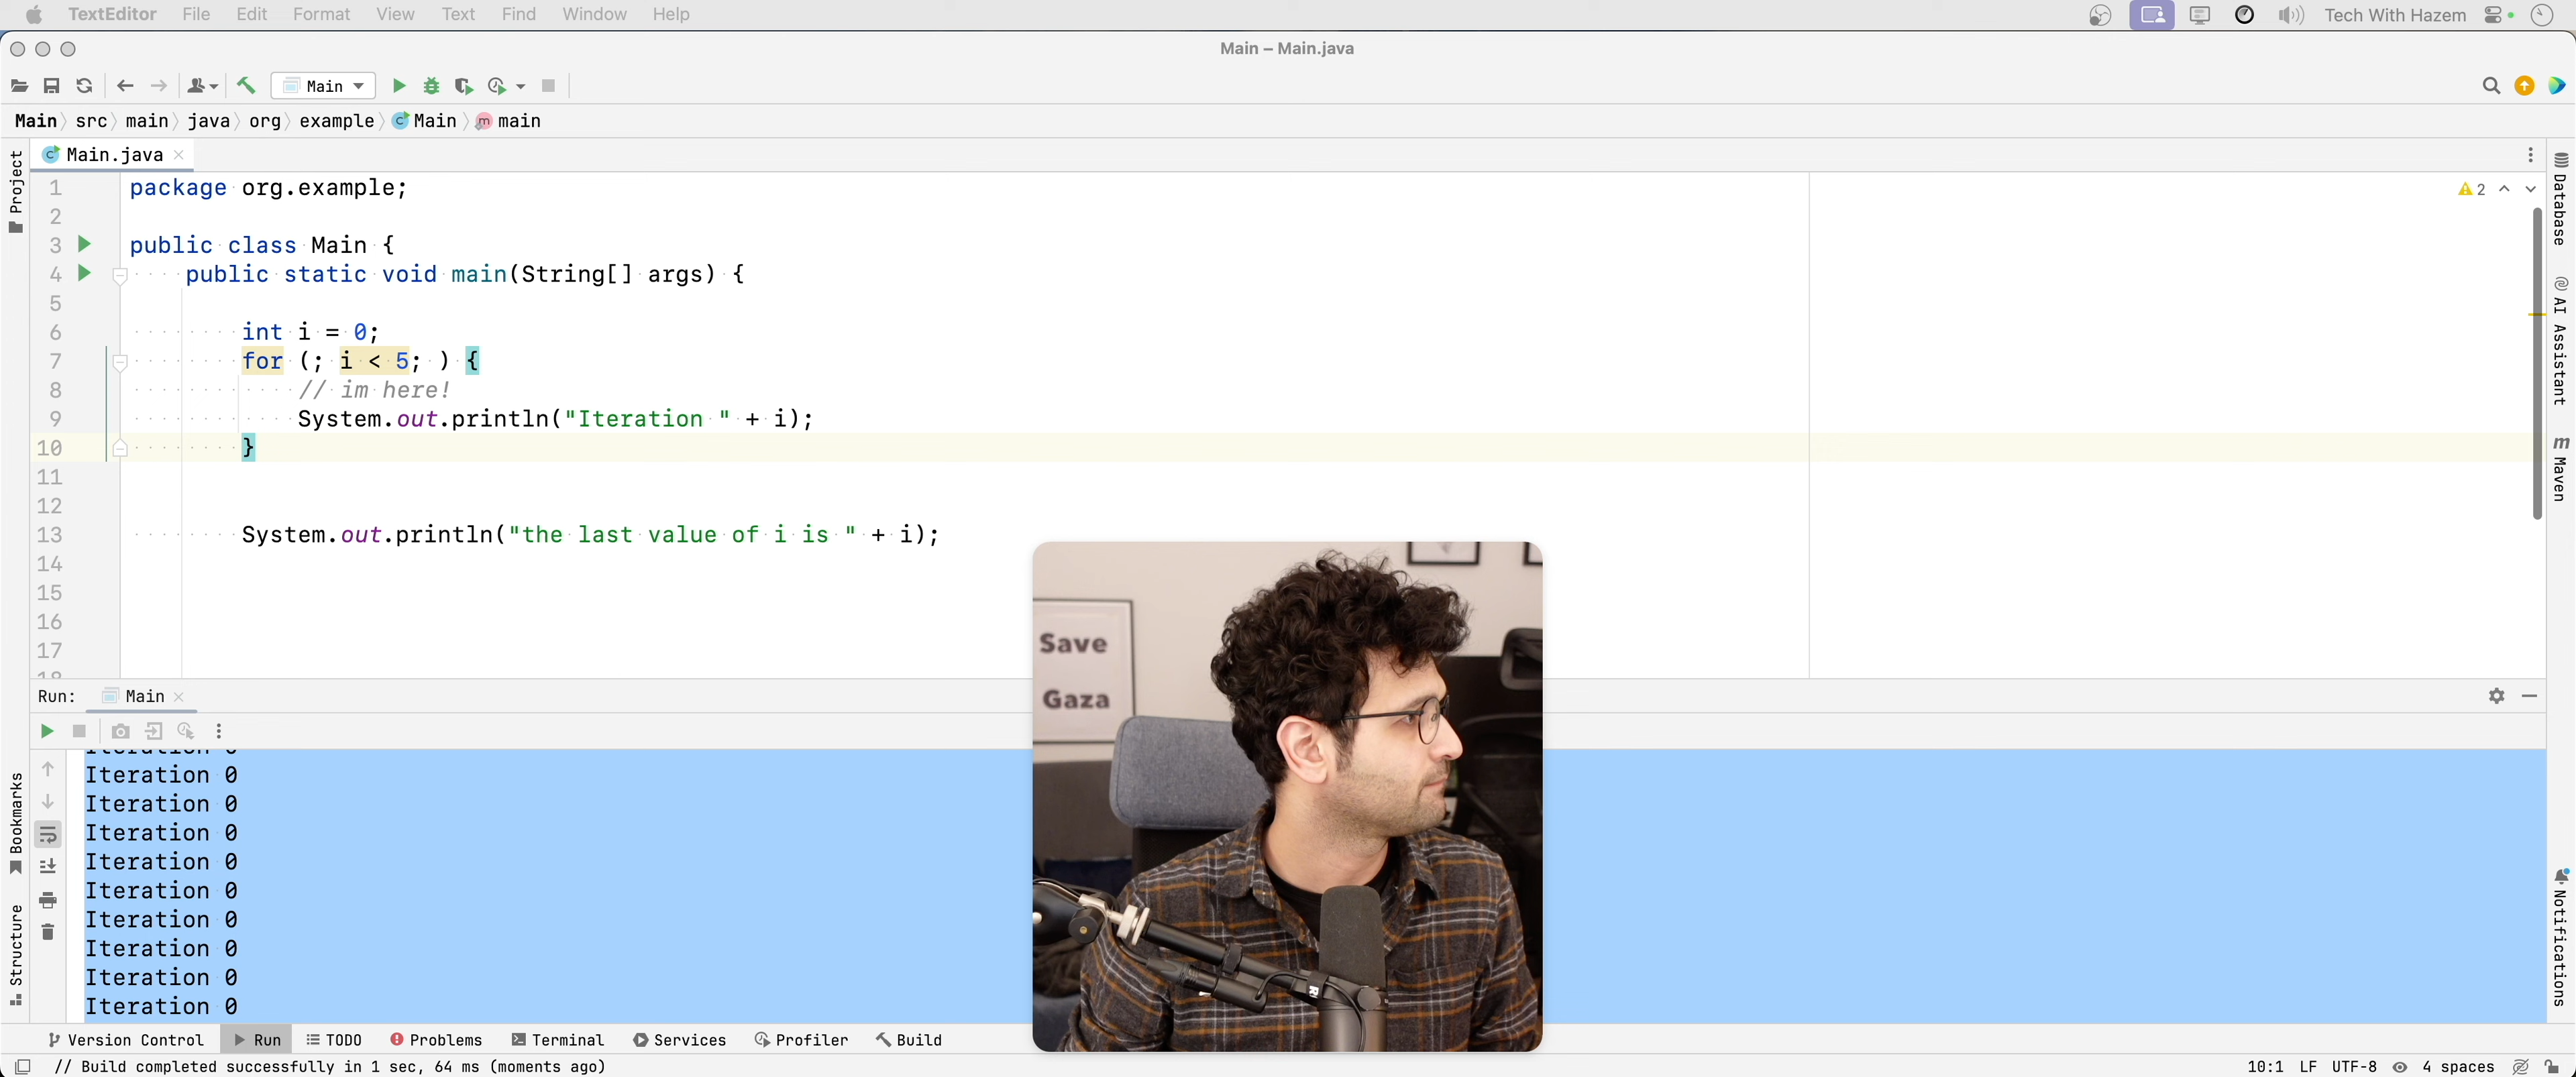 TextEditor File Edit Format View Text Find Window Help Tech With Hazem
Main – Main.java
Main
Main src main java org example Main main
Main.java
Project
1 package org.example;
2
3 public class Main {
4 public static void main(String[] args) {
5
6 int i = 0;
7 for (; i < 5; ) {
8 // im here!
9 System.out.println("Iteration " + i);
10 }
11
12
13 System.out.println("the last value of i is " + i);
14
15
16
17
18
2
Database
AI Assistant
m Maven
Notifications
Save
Gaza
Run: Main
Iteration 0
Iteration 0
Iteration 0
Iteration 0
Iteration 0
Iteration 0
Iteration 0
Iteration 0
Iteration 0
Iteration 0
Bookmarks
Structure
Version Control Run TODO Problems Terminal Services Profiler Build
// Build completed successfully in 1 sec, 64 ms (moments ago) 10:1 LF UTF-8 4 spaces